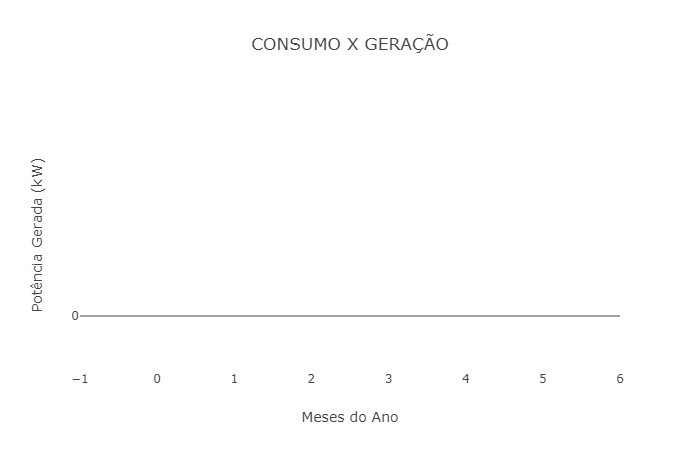 CONSUMO X GERAÇÃO
Potência Gerada (kW)
0
−1 0 1 2 3 4 5 6
Meses do Ano